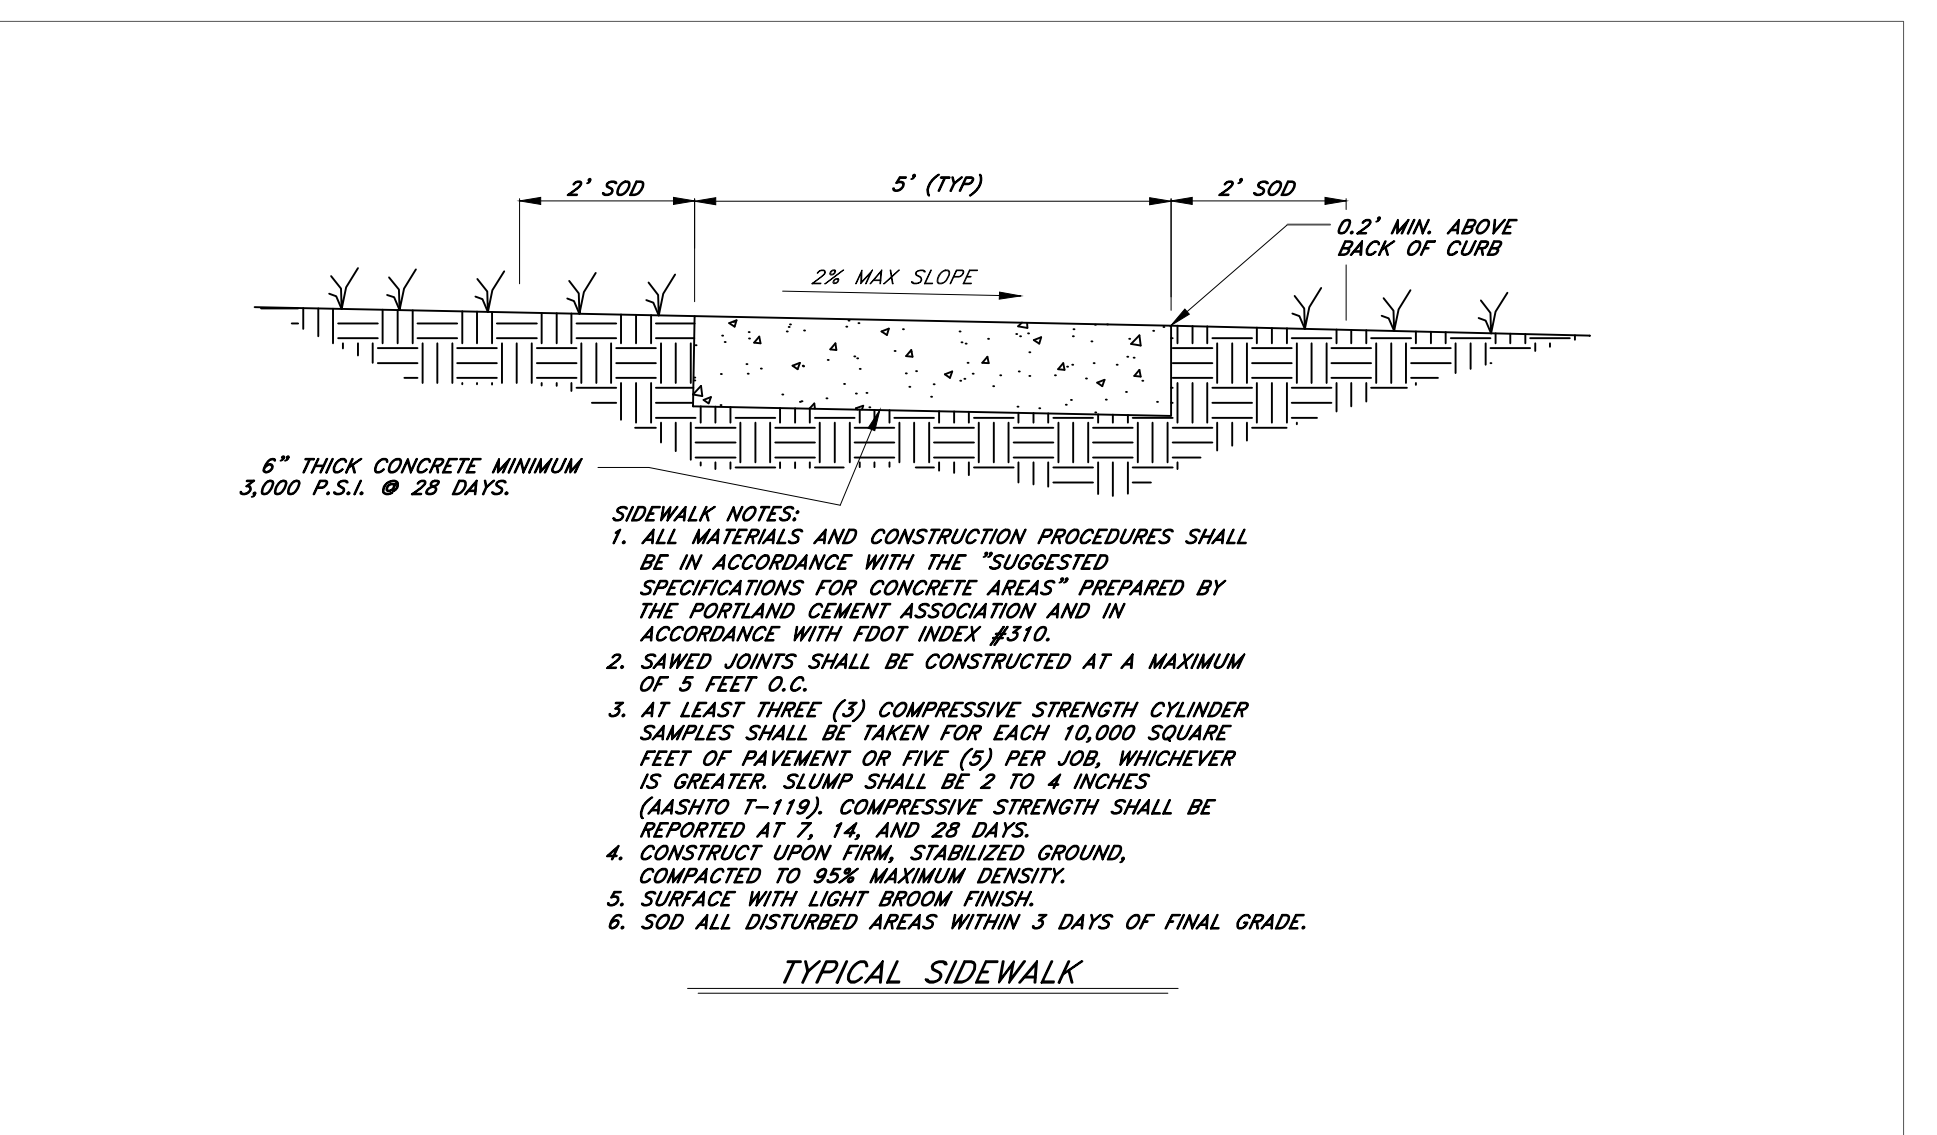 2' SOD
5' (TYP)
2' SOD
0.2' MIN. ABOVE
BACK OF CURB
2% MAX SLOPE
6" THICK CONCRETE MINIMUM
3,000 P.S.I. @ 28 DAYS.
SIDEWALK NOTES:
1. ALL MATERIALS AND CONSTRUCTION PROCEDURES SHALL
BE IN ACCORDANCE WITH THE "SUGGESTED
SPECIFICATIONS FOR CONCRETE AREAS" PREPARED BY
THE PORTLAND CEMENT ASSOCIATION AND IN
ACCORDANCE WITH FDOT INDEX #310.
2. SAWED JOINTS SHALL BE CONSTRUCTED AT A MAXIMUM
OF 5 FEET O.C.
3. AT LEAST THREE (3) COMPRESSIVE STRENGTH CYLINDER
SAMPLES SHALL BE TAKEN FOR EACH 10,000 SQUARE
FEET OF PAVEMENT OR FIVE (5) PER JOB, WHICHEVER
IS GREATER. SLUMP SHALL BE 2 TO 4 INCHES
(AASHTO T-119). COMPRESSIVE STRENGTH SHALL BE
REPORTED AT 7, 14, AND 28 DAYS.
4. CONSTRUCT UPON FIRM, STABILIZED GROUND,
COMPACTED TO 95% MAXIMUM DENSITY.
5. SURFACE WITH LIGHT BROOM FINISH.
6. SOD ALL DISTURBED AREAS WITHIN 3 DAYS OF FINAL GRADE.
TYPICAL SIDEWALK